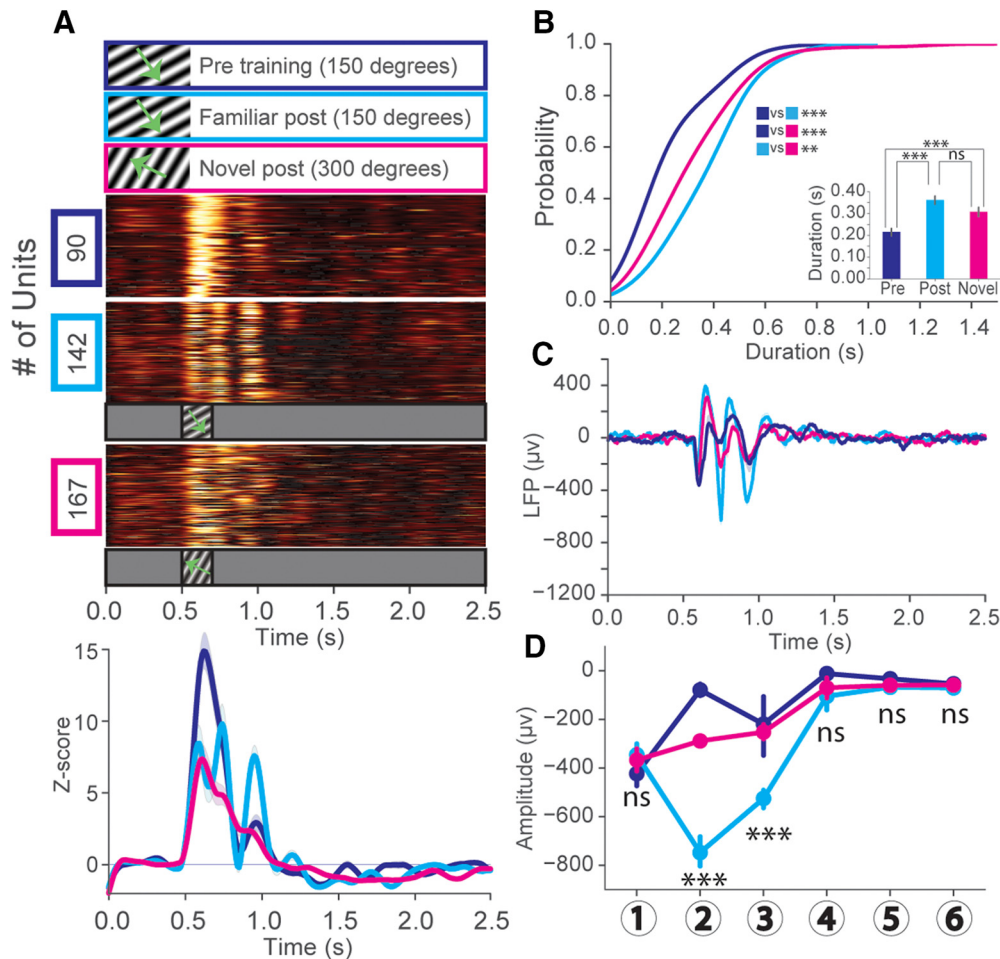 A
Pre training (150 degrees)
Familiar post (150 degrees)
Novel post (300 degrees)
# of Units
90
142
167
0.0 0.5 1.0 1.5 2.0 2.5
Time (s)
Z-score
15
10
5
0
0.0 0.5 1.0 1.5 2.0 2.5
Time (s)
B
Probability
1.0
0.8
0.6
0.4
0.2
0.0
vs ***
vs ***
vs **
0.0 0.2 0.4 0.6 0.8 1.0 1.2 1.4
Duration (s)
***
*** ns
Duration (s)
0.40
0.30
0.20
0.10
0.00
Pre Post Novel
C
LFP (μv)
400
0
−400
−800
−1200
0.0 0.5 1.0 1.5 2.0 2.5
Time (s)
D
Amplitude (μv)
0
−200
−400
−600
−800
ns
***
***
ns
ns
ns
1 2 3 4 5 6